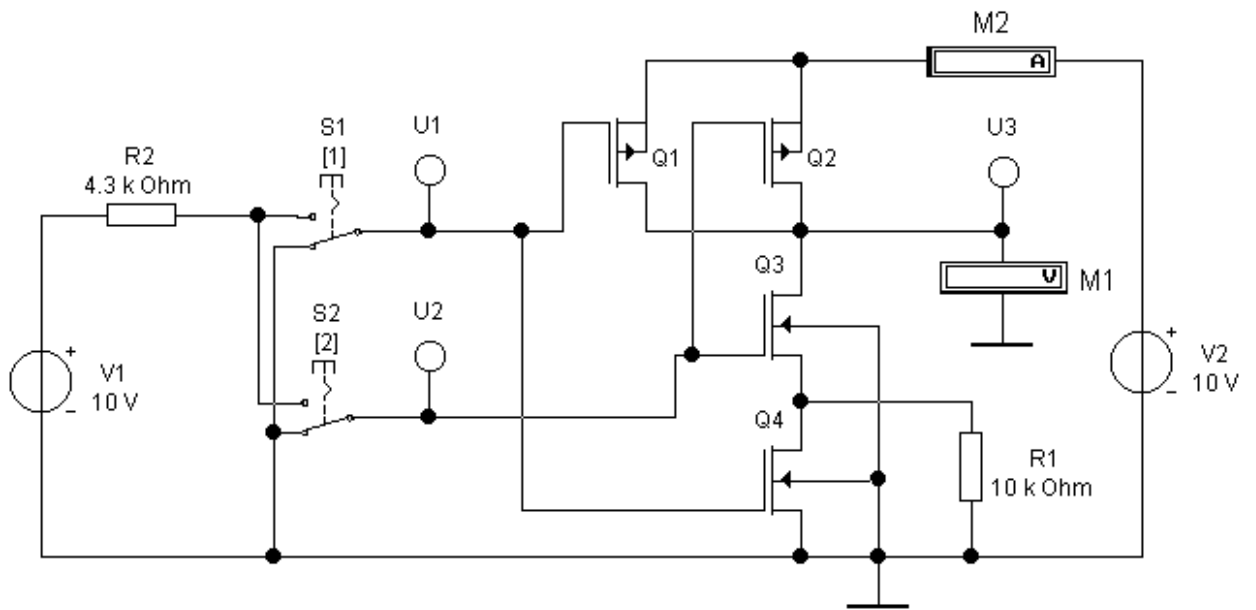 M2
A
S1
[1]
U1
U3
R2
4.3 k Ohm
Q1
Q2
Q3
V
M1
S2
[2]
U2
+
V1
10 V
-
+
V2
10 V
-
Q4
R1
10 k Ohm